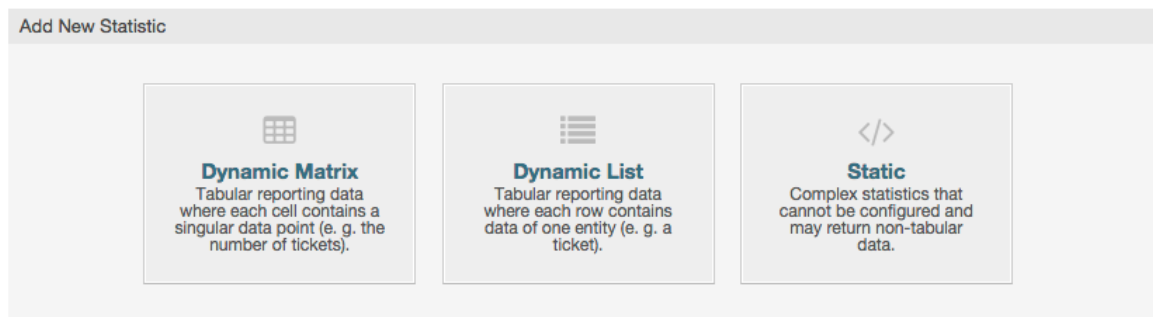 Add New Statistic
Dynamic Matrix
Tabular reporting data
where each cell contains a
singular data point (e. g. the
number of tickets).
Dynamic List
Tabular reporting data
where each row contains
data of one entity (e. g. a
ticket).
Static
Complex statistics that
cannot be configured and
may return non-tabular
data.